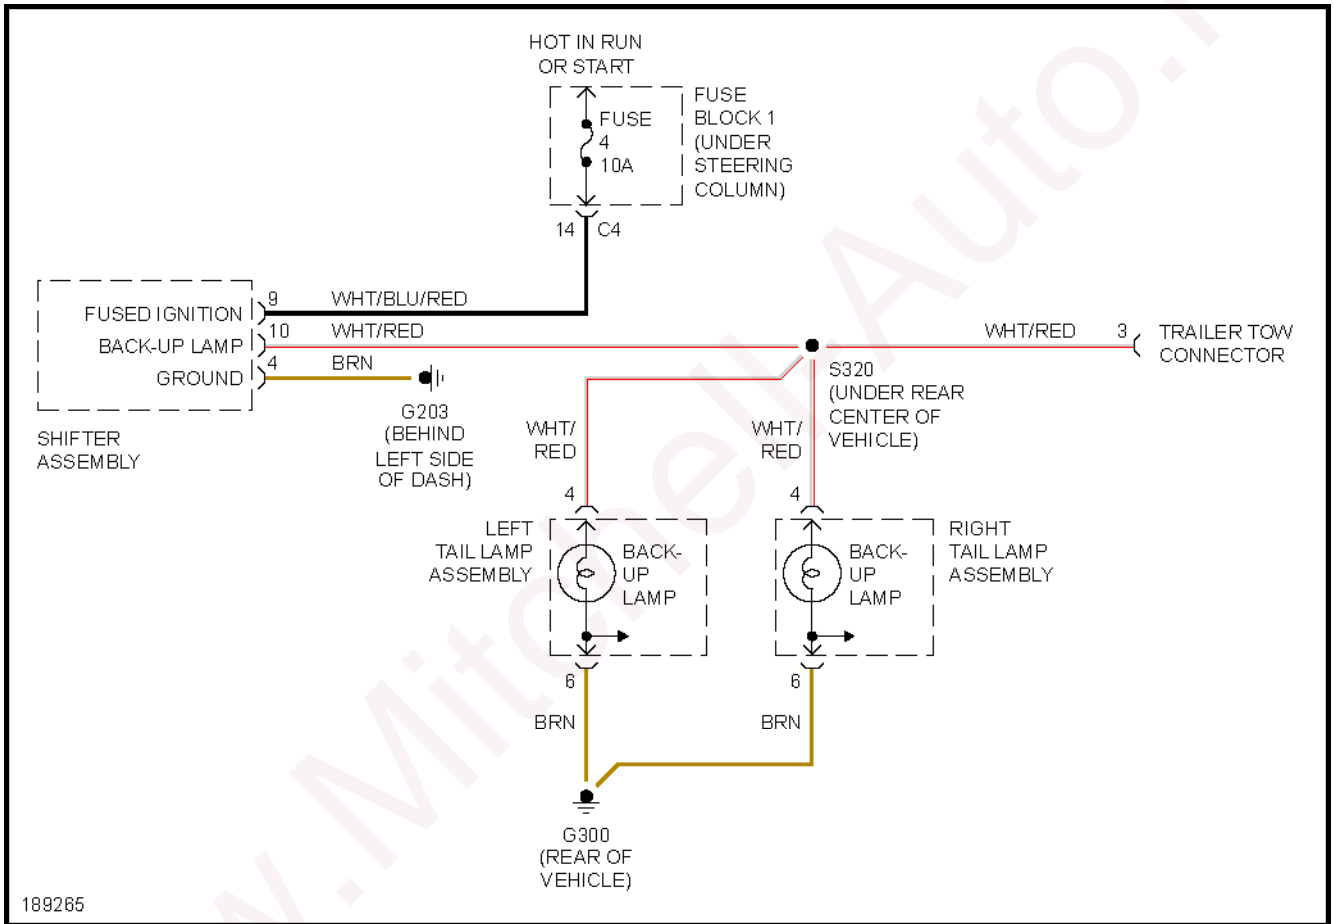 HOT IN RUN
OR START
FUSE
4
10A
FUSE
BLOCK 1
(UNDER
STEERING
COLUMN)
14 C4
FUSED IGNITION
BACK-UP LAMP
GROUND
9 WHT/BLU/RED
10 WHT/RED
4 BRN
SHIFTER
ASSEMBLY
G203
(BEHIND
LEFT SIDE
OF DASH)
WHT/RED 3
TRAILER TOW
CONNECTOR
S320
(UNDER REAR
CENTER OF
VEHICLE)
WHT/
RED
4
WHT/
RED
4
LEFT
TAIL LAMP
ASSEMBLY
BACK-
UP
LAMP
BACK-
UP
LAMP
RIGHT
TAIL LAMP
ASSEMBLY
6
BRN
6
BRN
G300
(REAR OF
VEHICLE)
189265
w.Mitchell.Auto.r